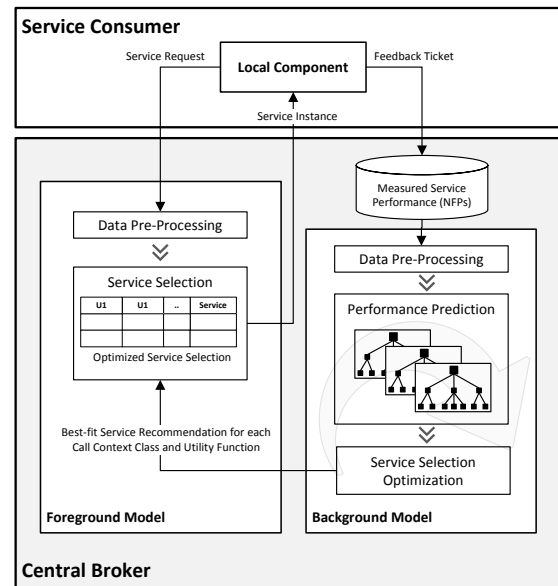 Service Consumer
Service Request
Local Component
Feedback Ticket
Service Instance
Measured Service
Performance (NFPs)
Data Pre-Processing
Service Selection
U1 U1 .. Service
Optimized Service Selection
Data Pre-Processing
Performance Prediction
Best-fit Service Recommendation for each
Call Context Class and Utility Function
Service Selection
Optimization
Foreground Model
Background Model
Central Broker